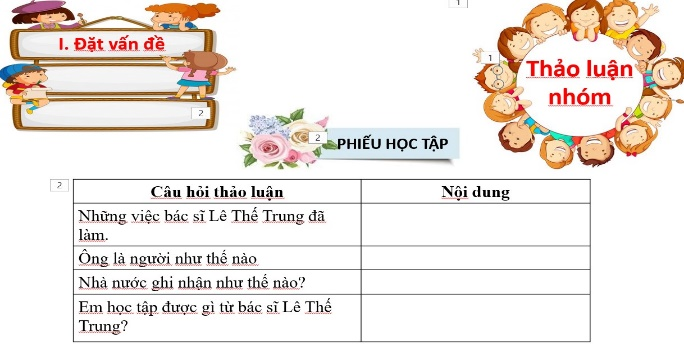 1
I. Đặt vấn đề
2
1
Thảo luận
nhóm
2
PHIẾU HỌC TẬP
2
Câu hỏi thảo luận
Nội dung
Những việc bác sĩ Lê Thế Trung đã
làm.
Ông là người như thế nào
Nhà nước ghi nhận như thế nào?
Em học tập được gì từ bác sĩ Lê Thế
Trung?